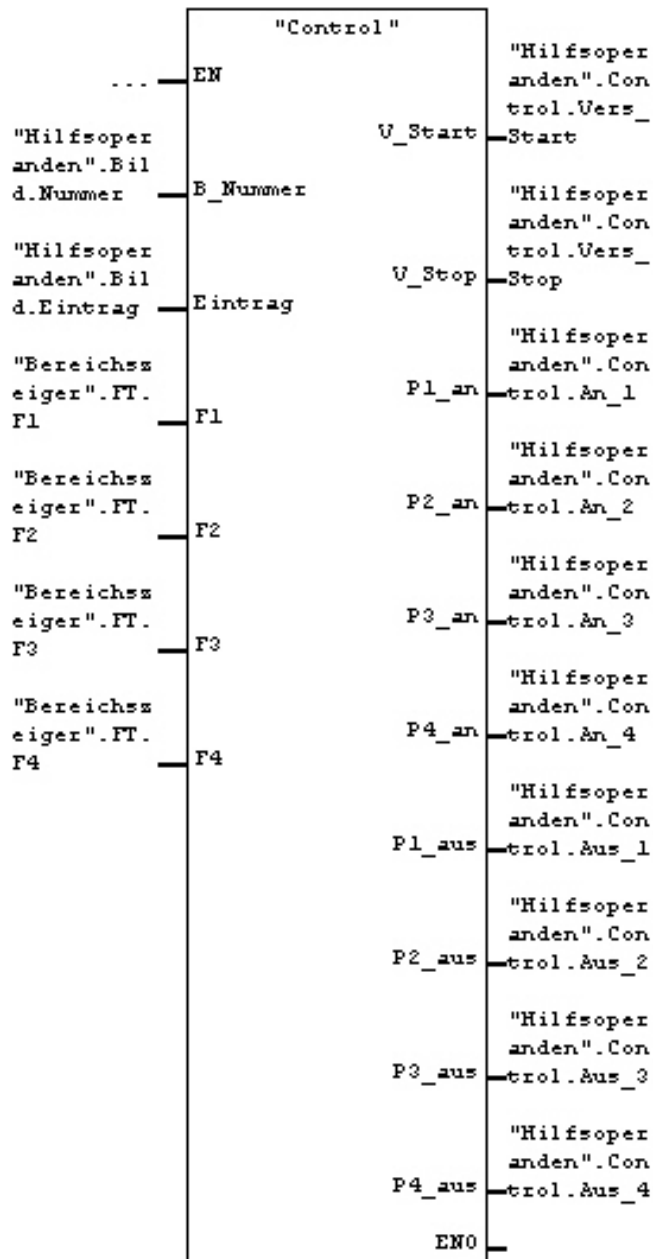 "Control"
... EN
"Hilfsoper
anden".Bil
d.Nummer B_Nummer
"Hilfsoper
anden".Bil
d.Eintrag Eintrag
"Bereichsz
eiger".FT.
F1 F1
"Bereichsz
eiger".FT.
F2 F2
"Bereichsz
eiger".FT.
F3 F3
"Bereichsz
eiger".FT.
F4 F4
"Hilfsoper
anden".Con
trol.Vers_
V_Start Start
"Hilfsoper
anden".Con
trol.Vers_
V_Stop Stop
"Hilfsoper
anden".Con
P1_an trol.An_1
"Hilfsoper
anden".Con
P2_an trol.An_2
"Hilfsoper
anden".Con
P3_an trol.An_3
"Hilfsoper
anden".Con
P4_an trol.An_4
"Hilfsoper
anden".Con
P1_aus trol.Aus_1
"Hilfsoper
anden".Con
P2_aus trol.Aus_2
"Hilfsoper
anden".Con
P3_aus trol.Aus_3
"Hilfsoper
anden".Con
P4_aus trol.Aus_4
ENO